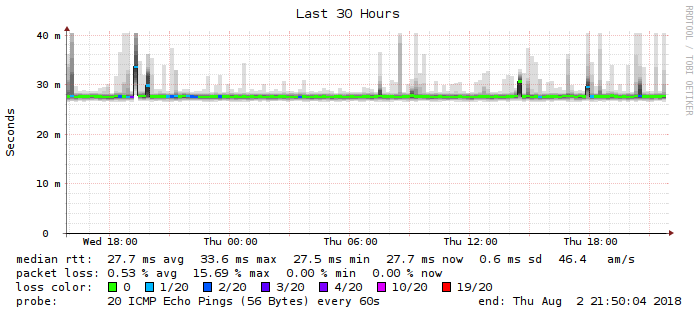 Last 30 Hours
RRDTOOL / TOBI OETIKER
Seconds
40 m
30 m
20 m
10 m
0
Wed 18:00 Thu 00:00 Thu 06:00 Thu 12:00 Thu 18:00
median rtt: 27.7 ms avg 33.6 ms max 27.5 ms min 27.7 ms now 0.6 ms sd 46.4 am/s
packet loss: 0.53 % avg 15.69 % max 0.00 % min 0.00 % now
loss color: 0 1/20 2/20 3/20 4/20 10/20 19/20
probe: 20 ICMP Echo Pings (56 Bytes) every 60s end: Thu Aug 2 21:50:04 2018